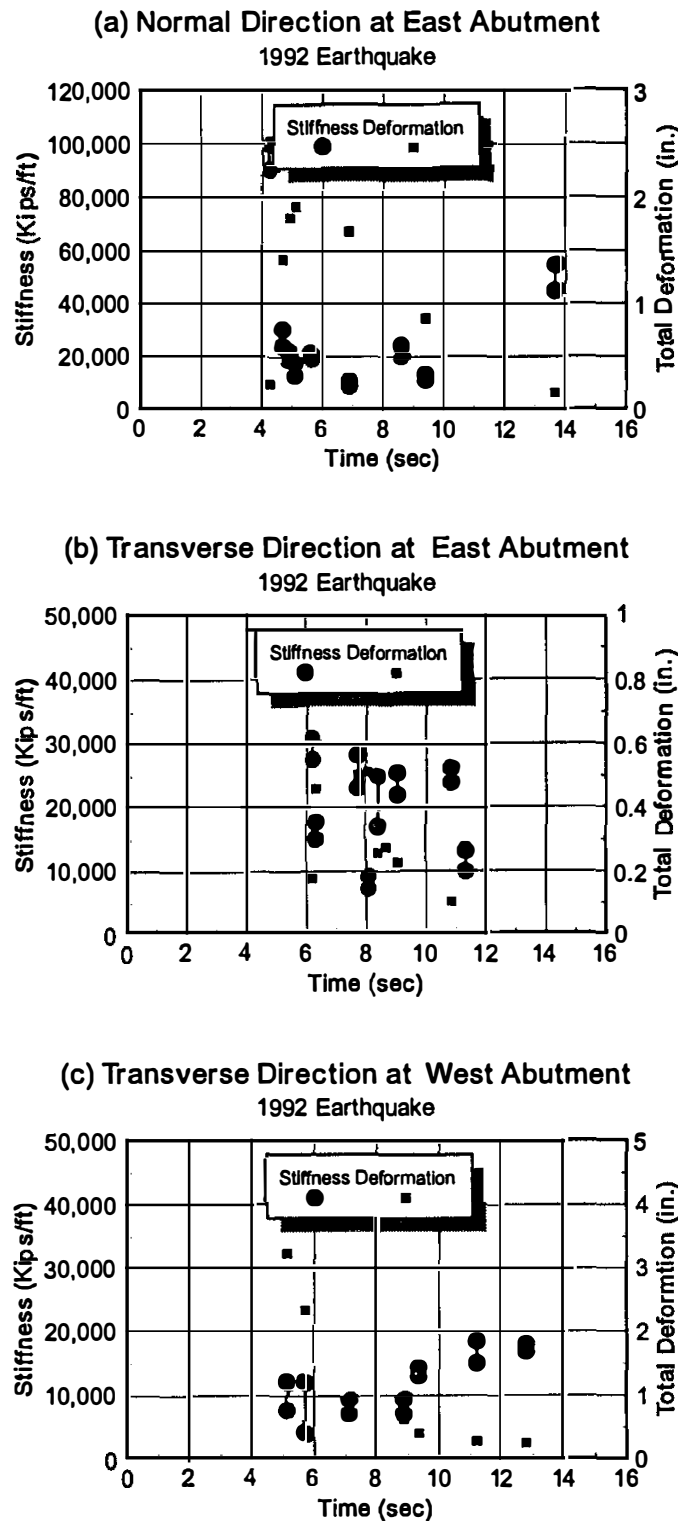 (a) Normal Direction at East Abutment
1992 Earthquake
120,000
100,000
80,000
60,000
40,000
20,000
0
Stiffness (Kips/ft)
Stiffness Deformation
3
2
1
0
Total Deformation (in.)
0 2 4 6 8 10 12 14 16
Time (sec)
(b) Transverse Direction at East Abutment
1992 Earthquake
50,000
40,000
30,000
20,000
10,000
0
Stiffness (Kips/ft)
Stiffness Deformation
1
0.8
0.6
0.4
0.2
0
Total Deformation (in.)
0 2 4 6 8 10 12 14 16
Time (sec)
(c) Transverse Direction at West Abutment
1992 Earthquake
50,000
40,000
30,000
20,000
10,000
0
Stiffness (Kips/ft)
Stiffness Deformation
5
4
3
2
1
0
Total Deformtion (in.)
0 2 4 6 8 10 12 14 16
Time (sec)